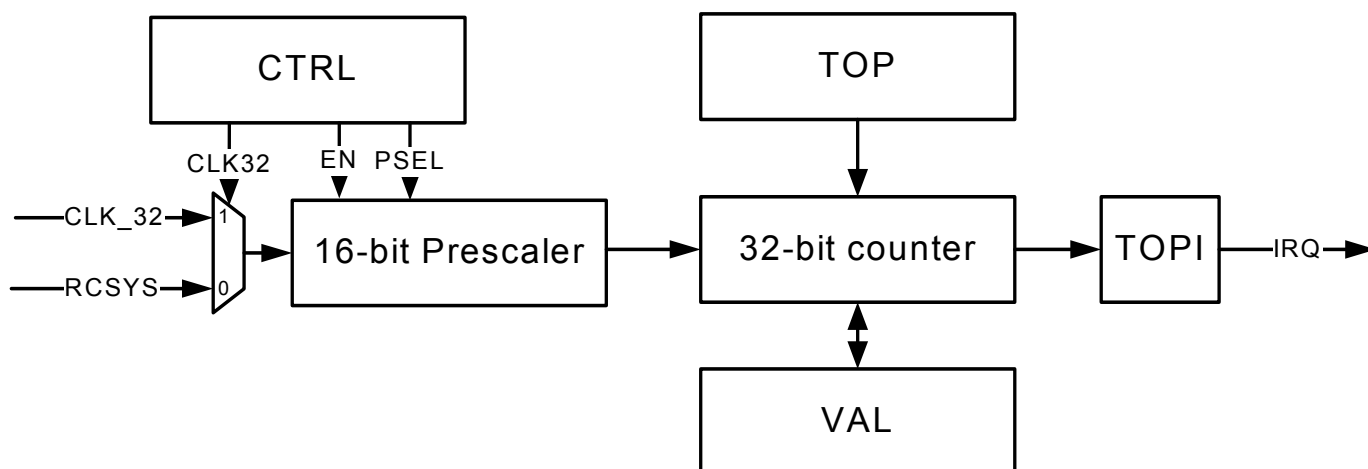 CTRL
TOP
CLK32
EN
PSEL
CLK_32
1
16-bit Prescaler
32-bit counter
TOPI
IRQ
RCSYS
0
VAL